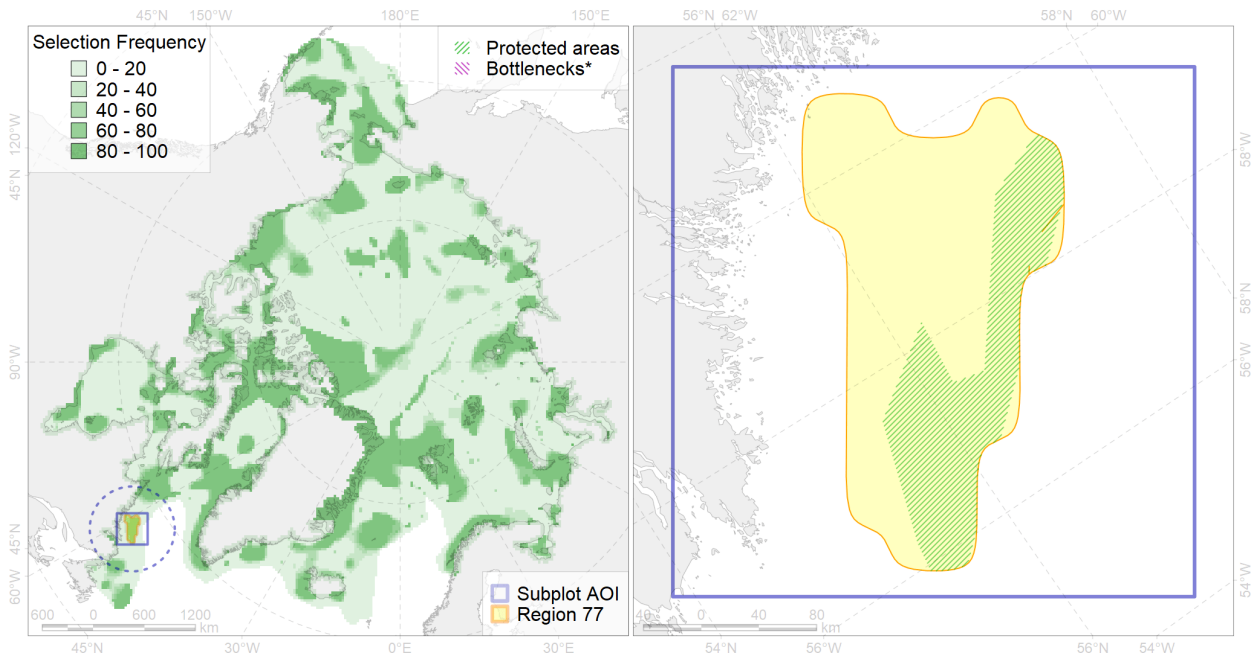 45°N 150°W 180°E 150°E
56°N 62°W 58°N 60°W
Selection Frequency
0 - 20
20 - 40
40 - 60
60 - 80
80 - 100
Protected areas
Bottlenecks*
120°W
45°N
90°W
45°N
60°W
58°W
58°N
56°W
54°W
Subplot AOI
Region 77
600 0 600 1200
km
40 0 40 80
km
45°N 30°W 0°E 30°E
54°N 56°W 56°N 54°W